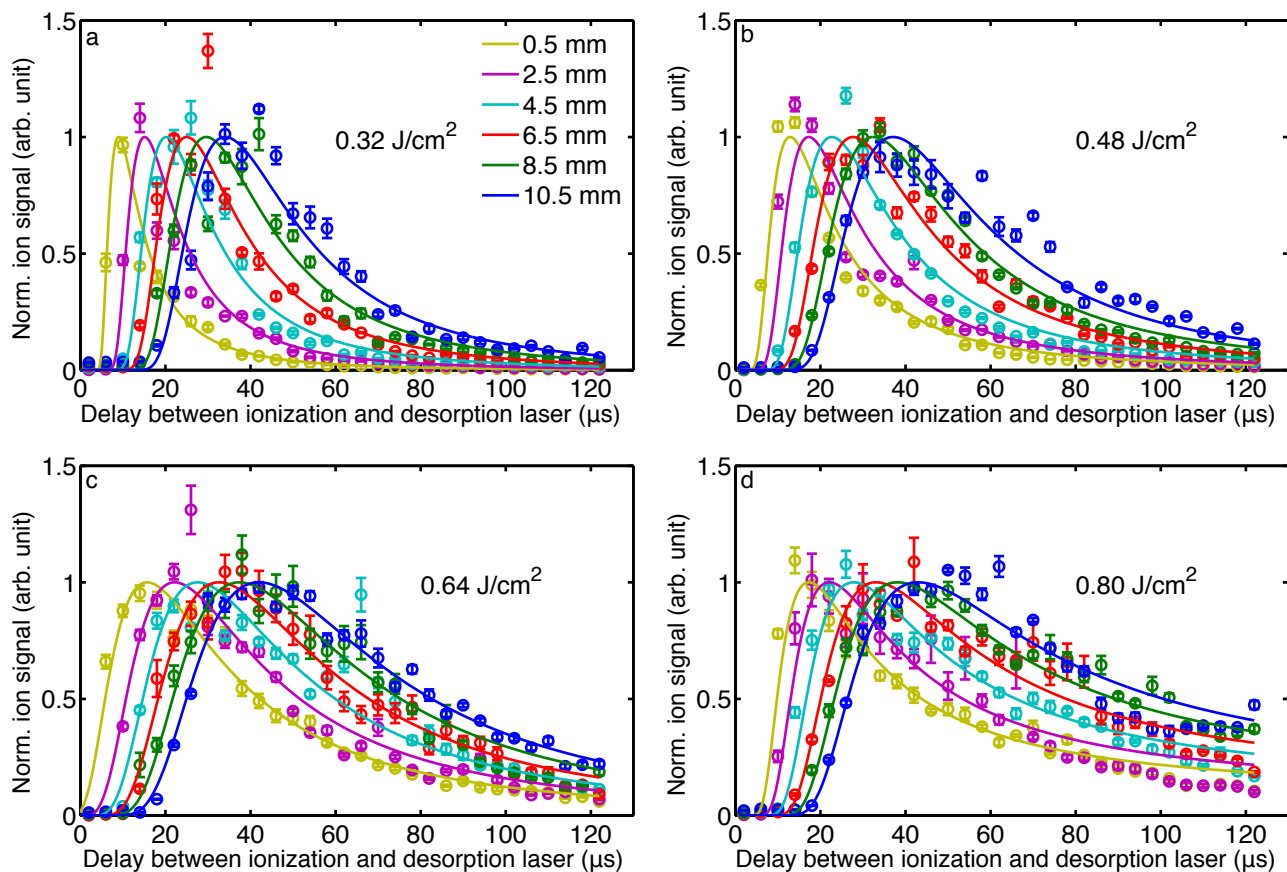 a
1.5
1
0.5
0
Norm. ion signal (arb. unit)
0.32 J/cm²
0.5 mm
2.5 mm
4.5 mm
6.5 mm
8.5 mm
10.5 mm
0 20 40 60 80 100 120
Delay between ionization and desorption laser (µs)
b
1.5
1
0.5
0
Norm. ion signal (arb. unit)
0.48 J/cm²
0 20 40 60 80 100 120
Delay between ionization and desorption laser (µs)
c
1.5
1
0.5
0
Norm. ion signal (arb. unit)
0.64 J/cm²
0 20 40 60 80 100 120
Delay between ionization and desorption laser (µs)
d
1.5
1
0.5
0
Norm. ion signal (arb. unit)
0.80 J/cm²
0 20 40 60 80 100 120
Delay between ionization and desorption laser (µs)